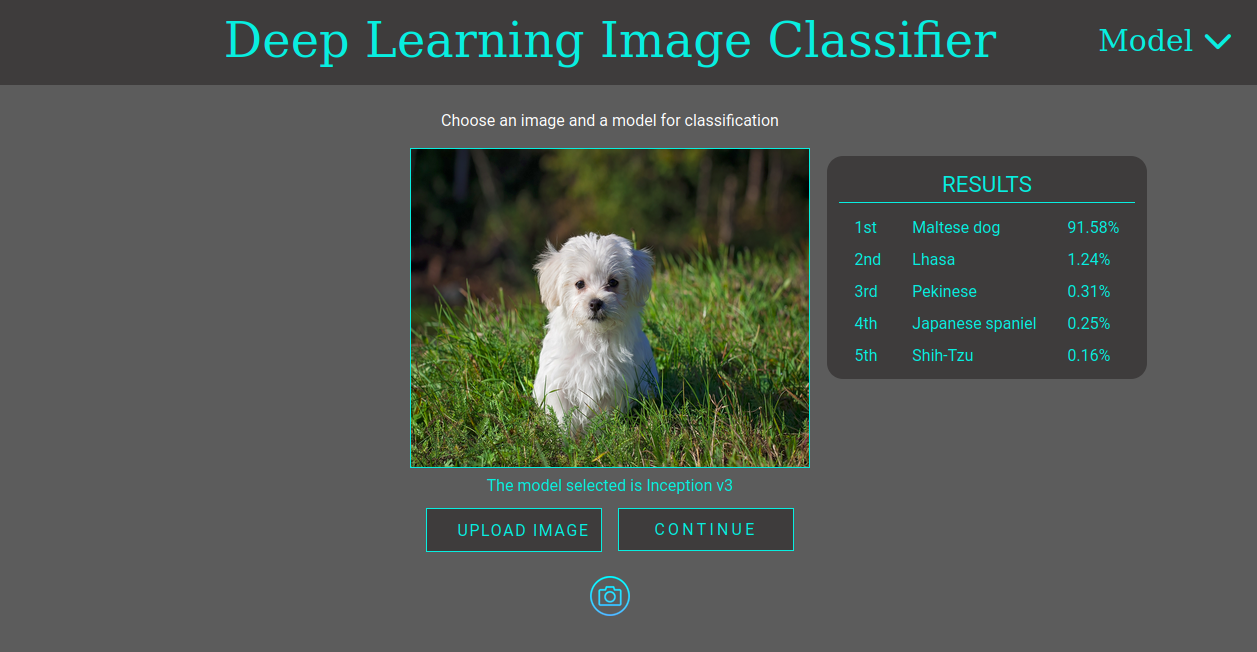 Deep Learning Image Classifier
Model
Choose an image and a model for classification
RESULTS
1st Maltese dog 91.58%
2nd Lhasa 1.24%
3rd Pekinese 0.31%
4th Japanese spaniel 0.25%
5th Shih-Tzu 0.16%
The model selected is Inception v3
UPLOAD IMAGE
CONTINUE